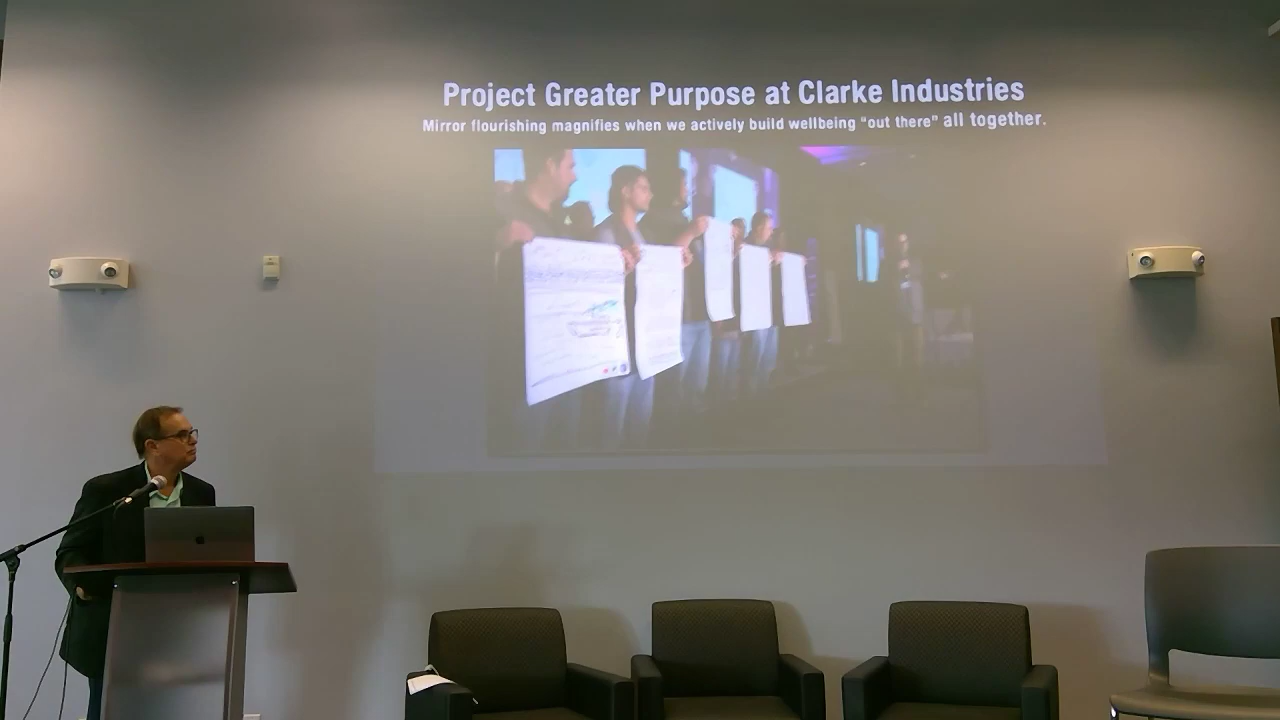 Project Greater Purpose at Clarke Industries
Mirror flourishing magnifies when we actively build wellbeing "out there" all together.